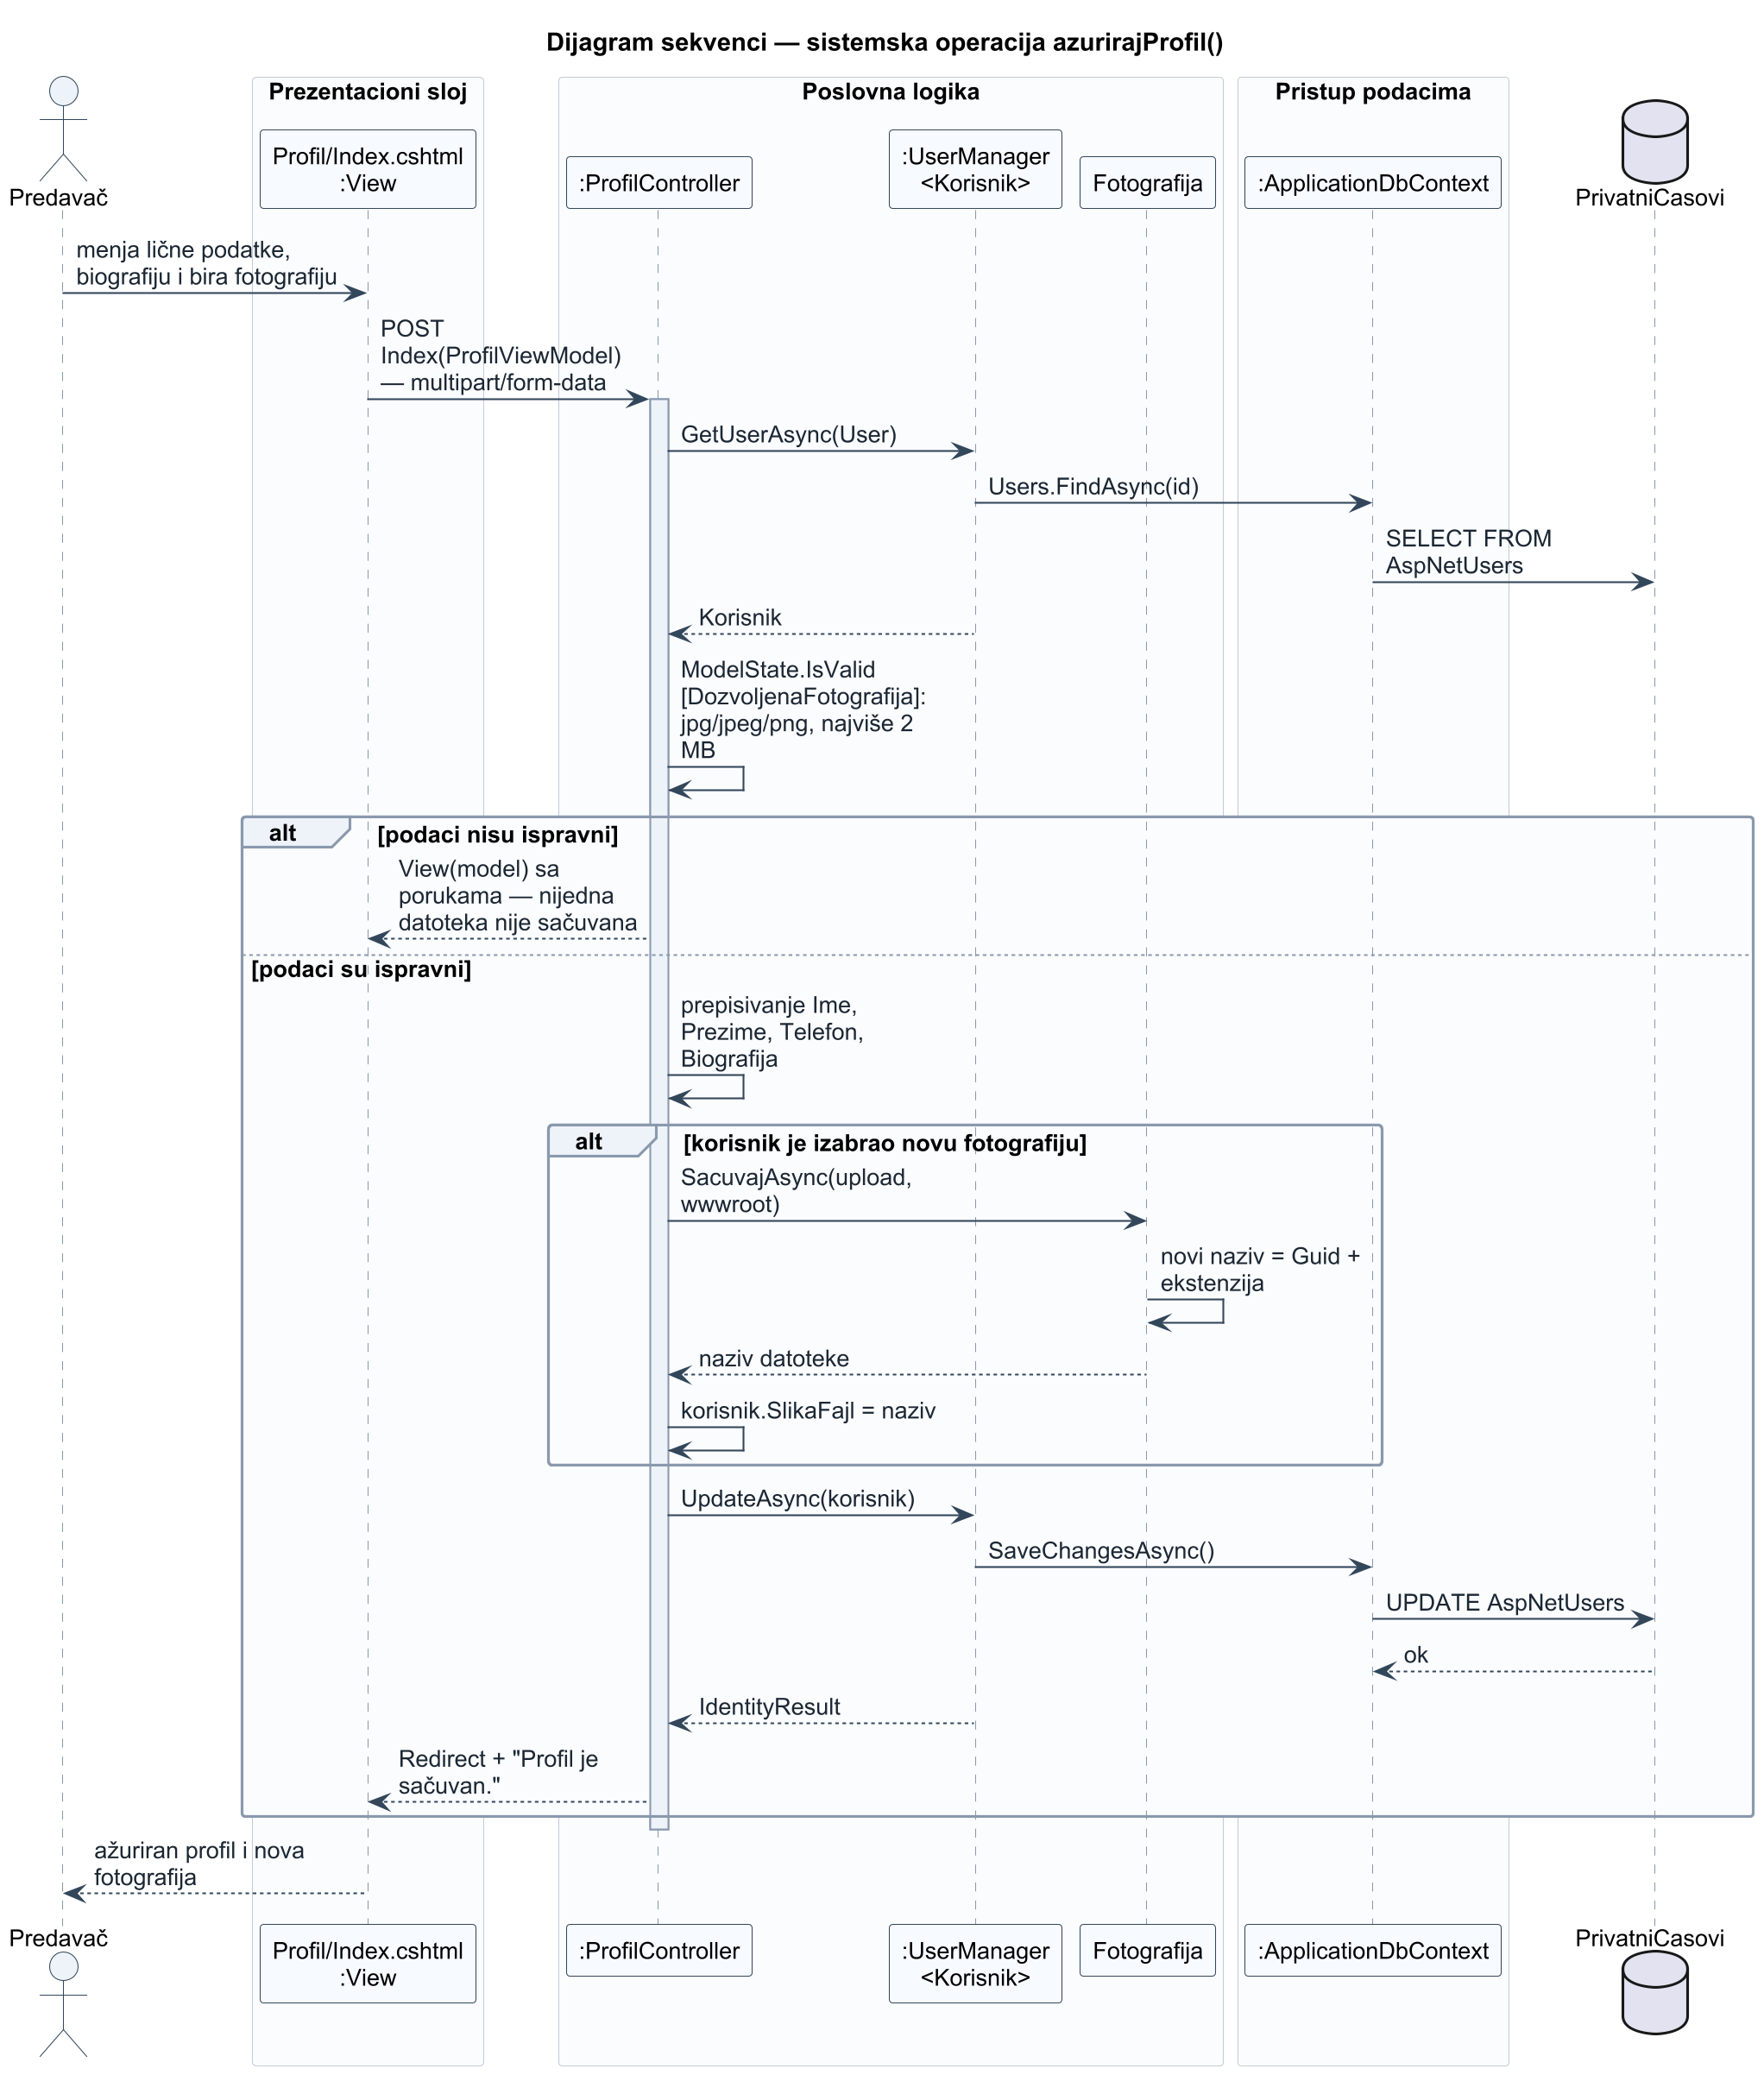 Dijagram sekvenci — sistemska operacija azurirajProfil()
Prezentacioni sloj
Poslovna logika
Pristup podacima
Predavač
Profil/Index.cshtml
:View
:ProfilController
:UserManager
<Korisnik>
Fotografija
:ApplicationDbContext
PrivatniCasovi
menja lične podatke,
biografiju i bira fotografiju
POST
Index(ProfilViewModel)
— multipart/form-data
GetUserAsync(User)
Users.FindAsync(id)
SELECT FROM
AspNetUsers
Korisnik
ModelState.IsValid
[DozvoljenaFotografija]:
jpg/jpeg/png, najviše 2
MB
alt
[podaci nisu ispravni]
View(model) sa
porukama — nijedna
datoteka nije sačuvana
[podaci su ispravni]
prepisivanje Ime,
Prezime, Telefon,
Biografija
alt
[korisnik je izabrao novu fotografiju]
SacuvajAsync(upload,
wwwroot)
novi naziv = Guid +
ekstenzija
naziv datoteke
korisnik.SlikaFajl = naziv
UpdateAsync(korisnik)
SaveChangesAsync()
UPDATE AspNetUsers
ok
IdentityResult
Redirect + "Profil je
sačuvan."
ažuriran profil i nova
fotografija
Predavač
Profil/Index.cshtml
:View
:ProfilController
:UserManager
<Korisnik>
Fotografija
:ApplicationDbContext
PrivatniCasovi